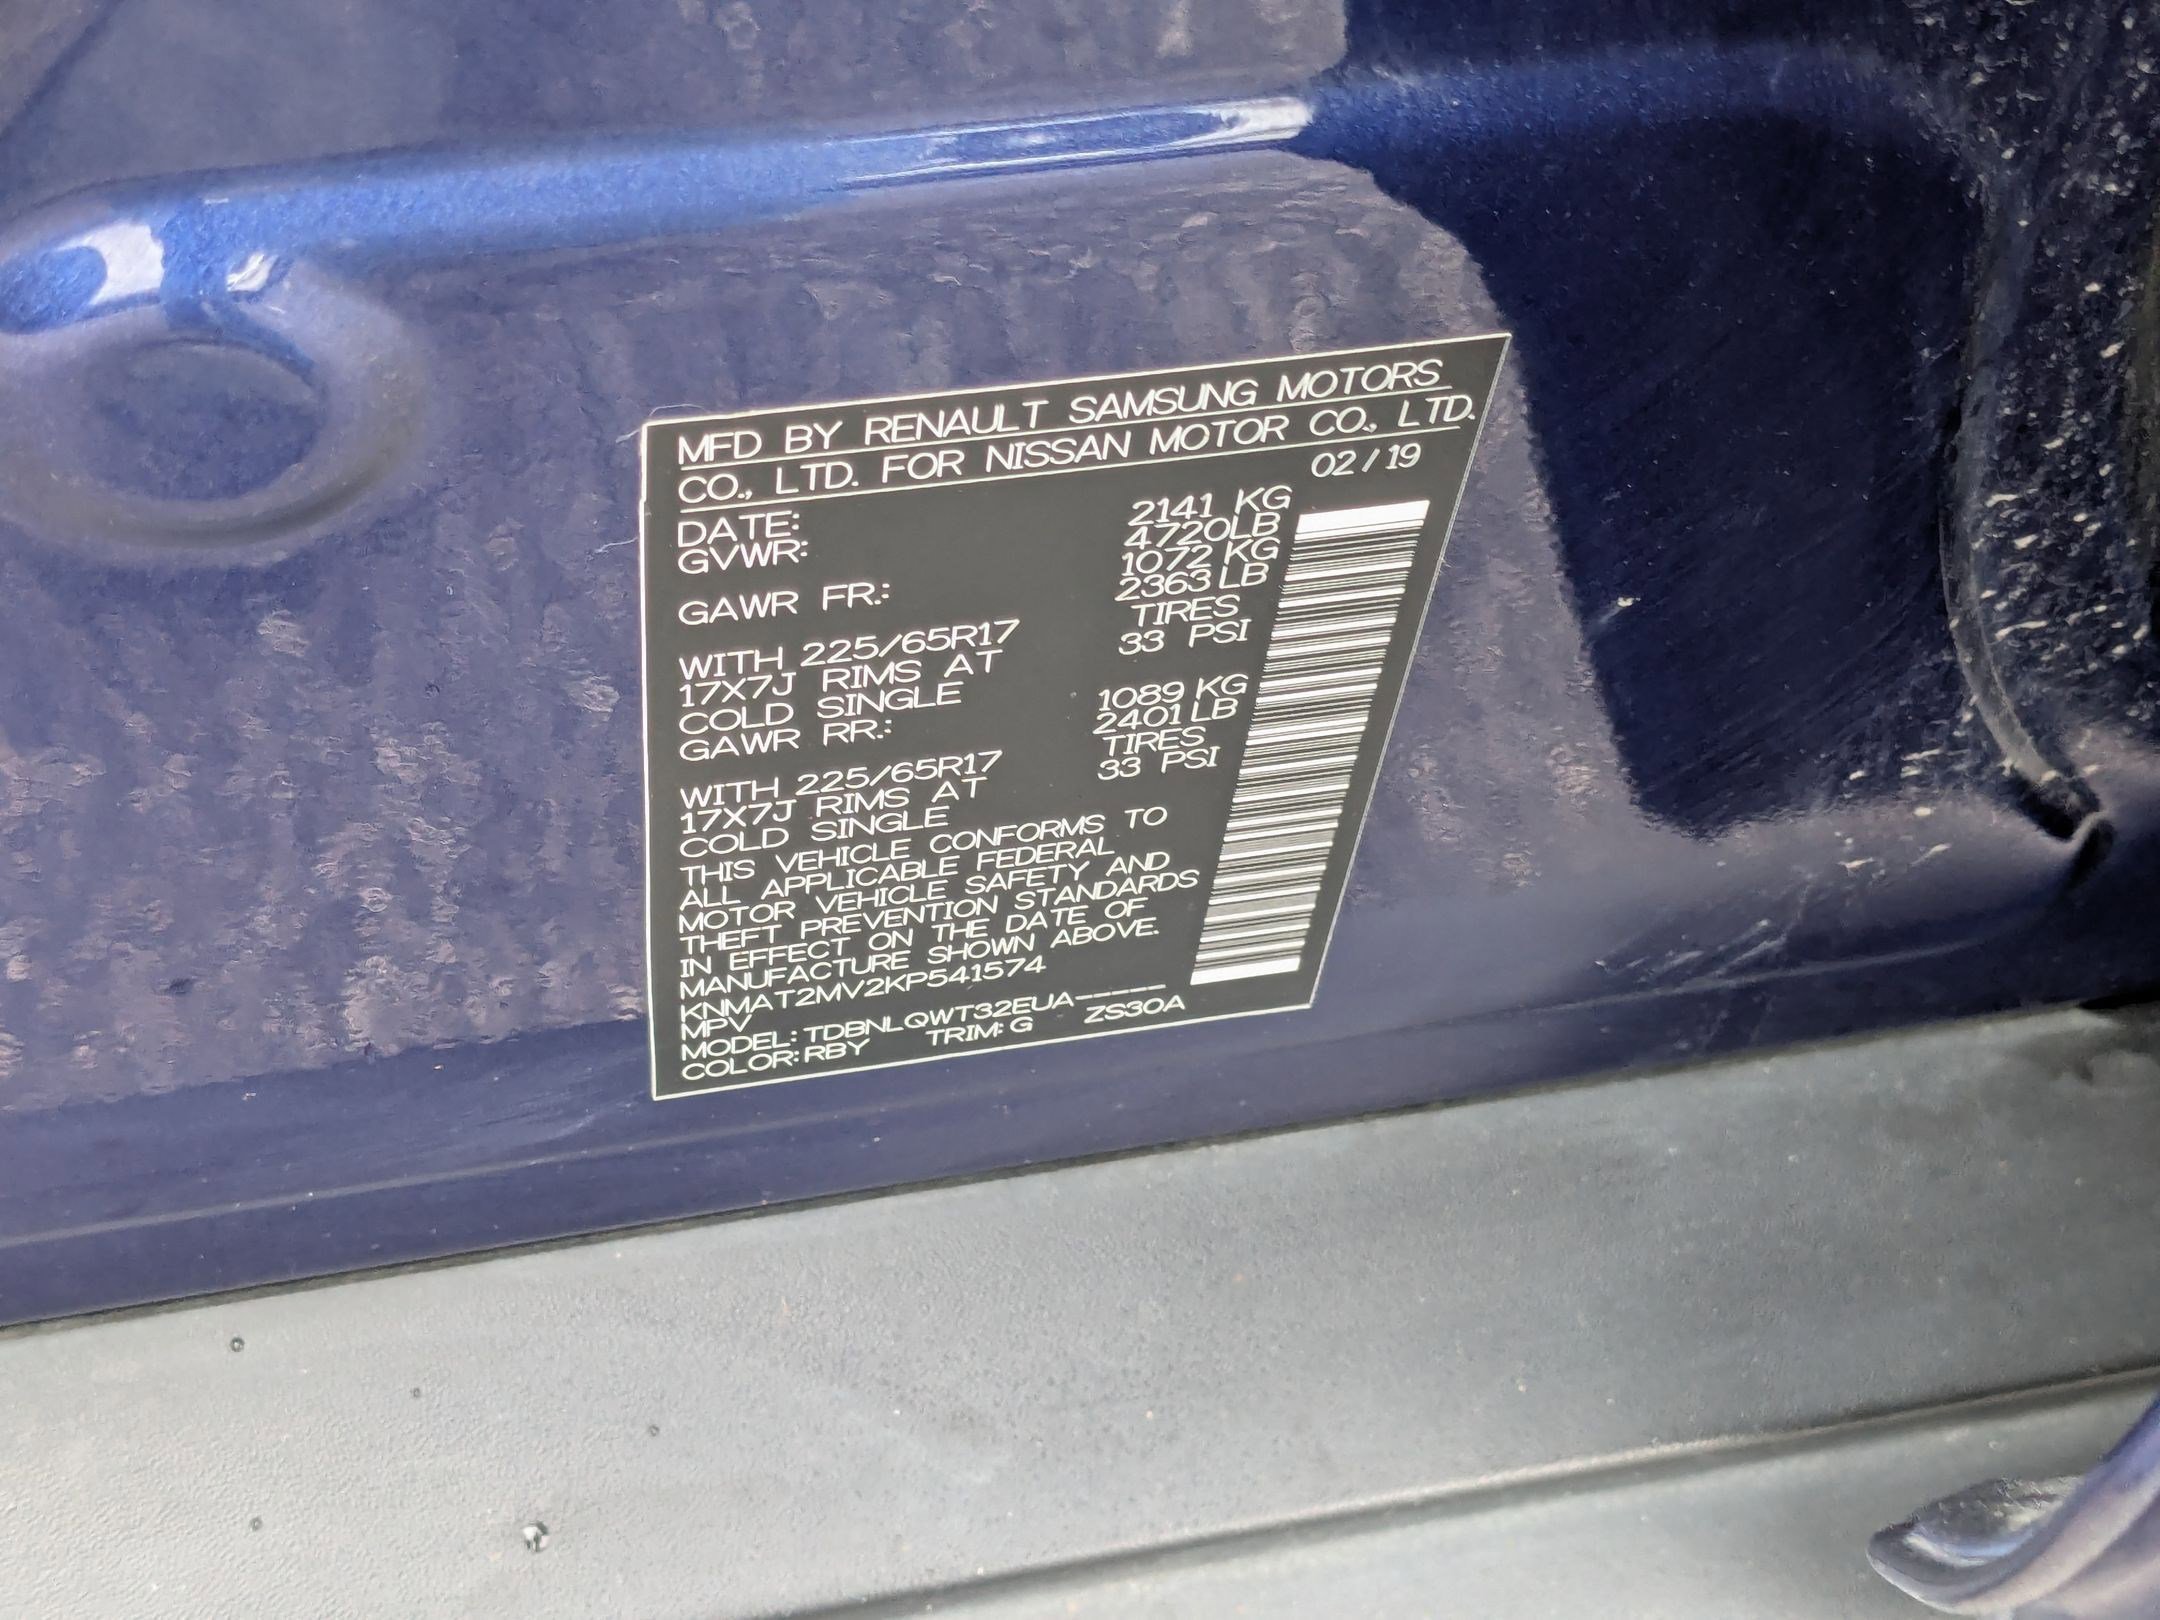 MFD BY RENAULT SAMSUNG MOTORS
CO., LTD. FOR NISSAN MOTOR CO., LTD.
DATE: 02/19
GVWR: 2141 KG
4720LB
GAWR FR.: 1072 KG
2363LB
WITH 225/65R17 TIRES
17X7J RIMS AT 33 PSI
COLD SINGLE
GAWR RR.: 1089 KG
2401LB
WITH 225/65R17 TIRES
17X7J RIMS AT 33 PSI
COLD SINGLE
THIS VEHICLE CONFORMS TO
ALL APPLICABLE FEDERAL
MOTOR VEHICLE SAFETY AND
THEFT PREVENTION STANDARDS
IN EFFECT ON THE DATE OF
MANUFACTURE SHOWN ABOVE.
KNMAT2MV2KP541574
MPV
MODEL: TDBNLQWT32EUA-----
COLOR: RBY TRIM: G ZS30A